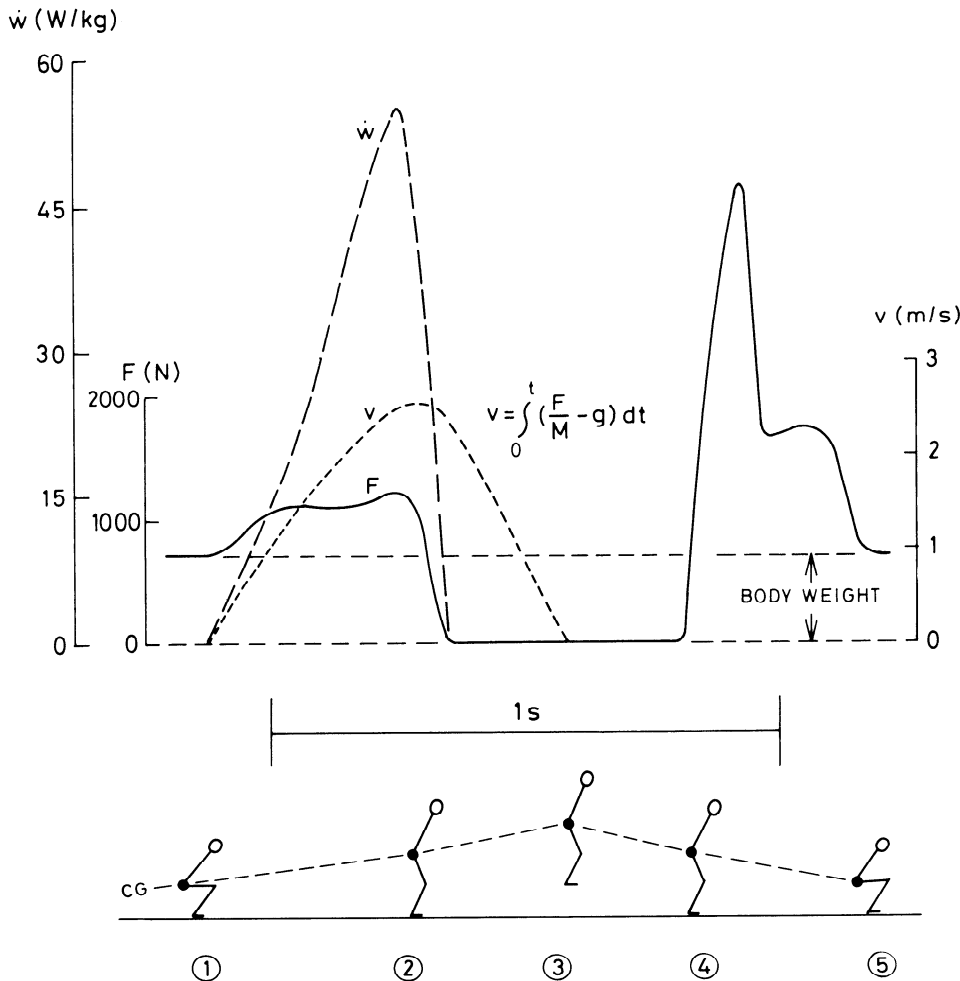 ẇ (W/kg)
60
45
30
15
0
F (N)
2000
1000
0
ẇ
v
F
v = ∫₀ᵗ (F/M - g) dt
v (m/s)
3
2
1
0
BODY WEIGHT
1s
CG
① ② ③ ④ ⑤